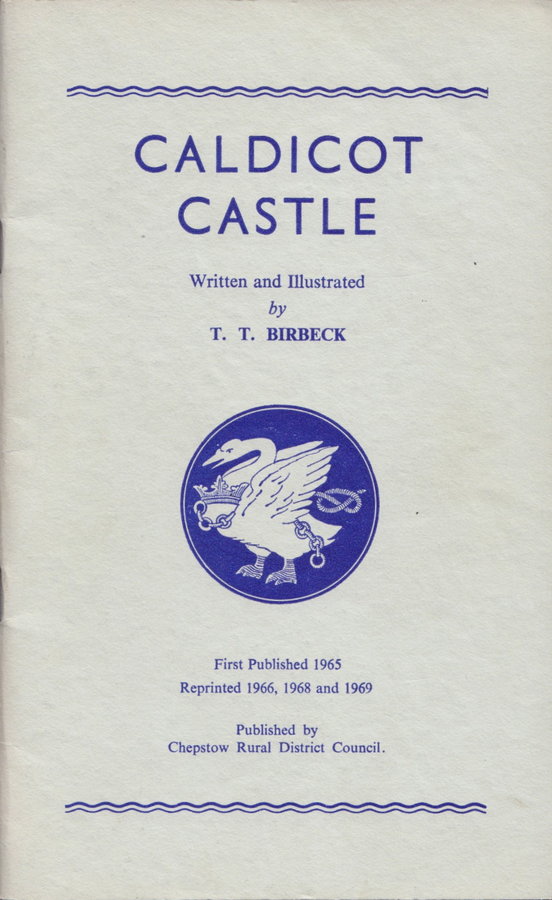 CALDICOT
CASTLE
Written and Illustrated
by
T. T. BIRBECK
First Published 1965
Reprinted 1966, 1968 and 1969
Published by
Chepstow Rural District Council.